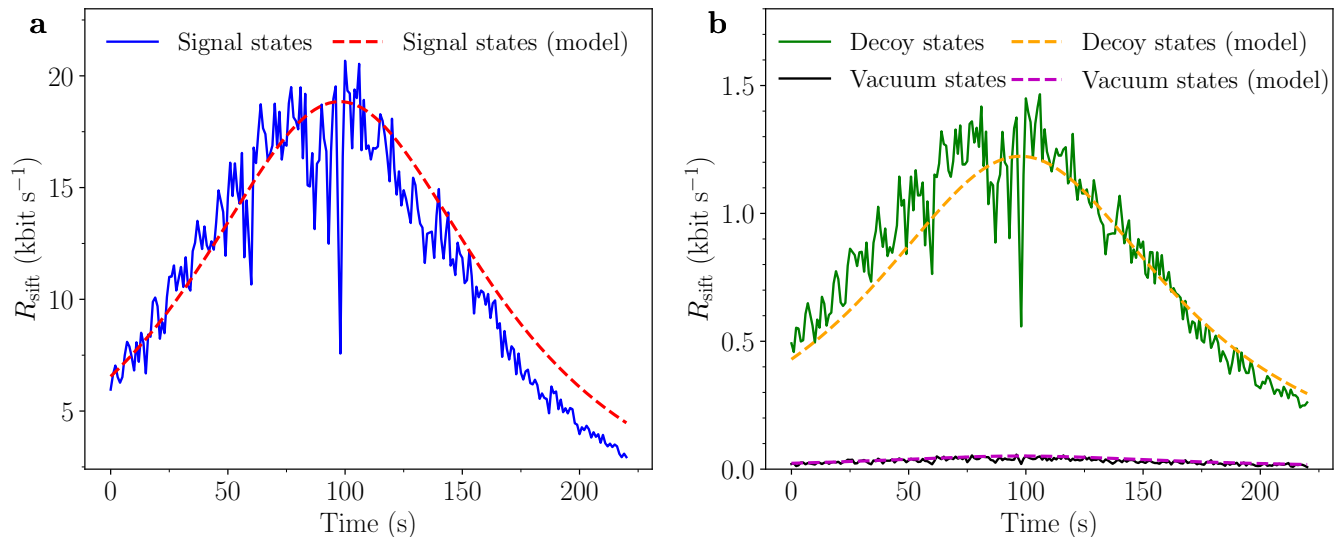 a
Signal states
Signal states (model)
R_sift (kbit s⁻¹)
20
15
10
5
0
50
100
150
200
Time (s)
b
Decoy states
Decoy states (model)
Vacuum states
Vacuum states (model)
R_sift (kbit s⁻¹)
1.5
1.0
0.5
0.0
0
50
100
150
200
Time (s)